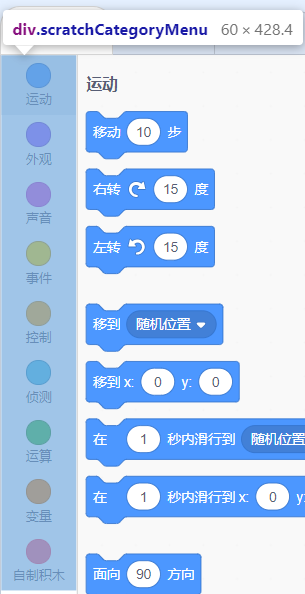 div.scratchCategoryMenu 60 × 428.4
运动
外观
声音
事件
控制
侦测
运算
变量
自制积木
运动
移动 10 步
右转 15 度
左转 15 度
移到 随机位置
移到 x: 0 y: 0
在 1 秒内滑行到 随机位置
在 1 秒内滑行到 x: 0 y:
面向 90 方向